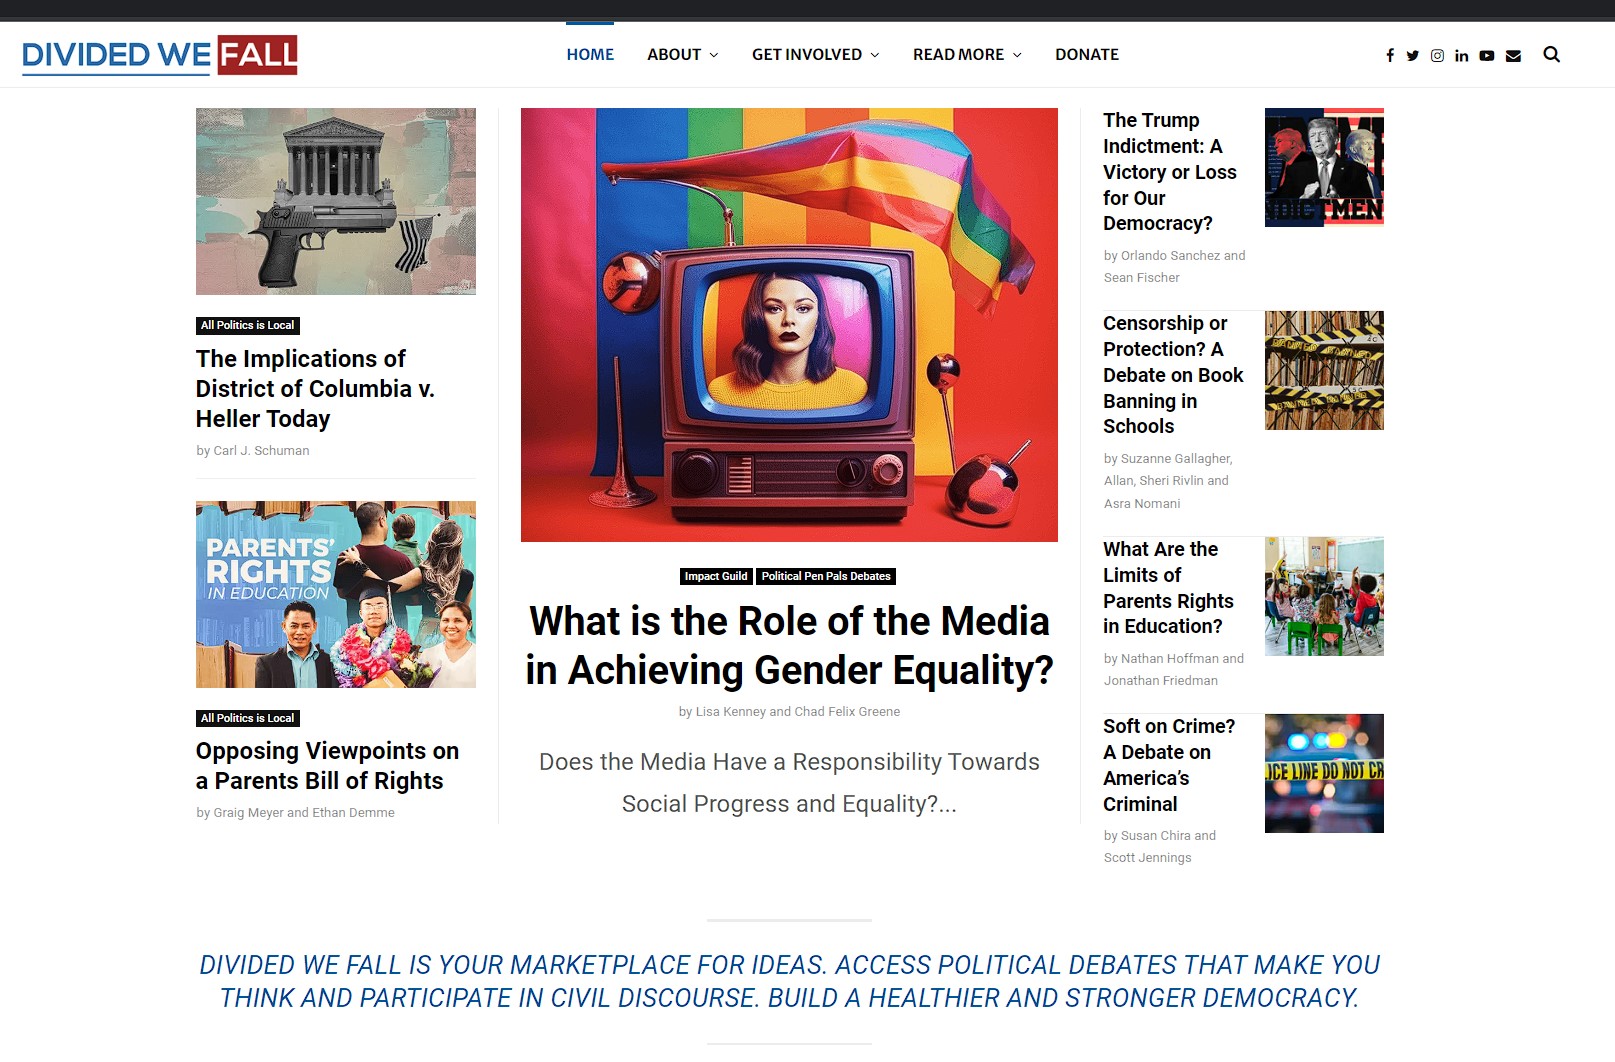 DIVIDED WE FALL
HOME
ABOUT
GET INVOLVED
READ MORE
DONATE
All Politics is Local
The Implications of
District of Columbia v.
Heller Today
by Carl J. Schuman
PARENTS'
RIGHTS
IN EDUCATION
All Politics is Local
Opposing Viewpoints on
a Parents Bill of Rights
by Graig Meyer and Ethan Demme
Impact Guild
Political Pen Pals Debates
What is the Role of the Media
in Achieving Gender Equality?
by Lisa Kenney and Chad Felix Greene
Does the Media Have a Responsibility Towards
Social Progress and Equality?...
The Trump
Indictment: A
Victory or Loss
for Our
Democracy?
by Orlando Sanchez and
Sean Fischer
Censorship or
Protection? A
Debate on Book
Banning in
Schools
by Suzanne Gallagher,
Allan, Sheri Rivlin and
Asra Nomani
BANNED BANNED
What Are the
Limits of
Parents Rights
in Education?
by Nathan Hoffman and
Jonathan Friedman
Soft on Crime?
A Debate on
America's
Criminal
by Susan Chira and
Scott Jennings
ICE LINE DO NOT CR
DIVIDED WE FALL IS YOUR MARKETPLACE FOR IDEAS. ACCESS POLITICAL DEBATES THAT MAKE YOU
THINK AND PARTICIPATE IN CIVIL DISCOURSE. BUILD A HEALTHIER AND STRONGER DEMOCRACY.